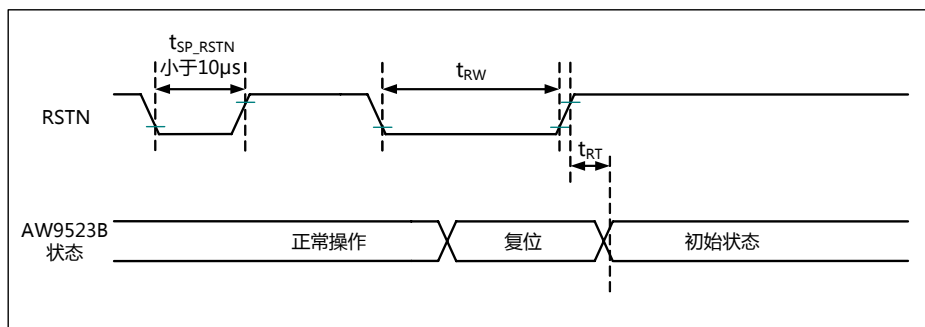 tSP_RSTN
小于10μs
tRW
RSTN
tRT
AW9523B
状态
正常操作
复位
初始状态